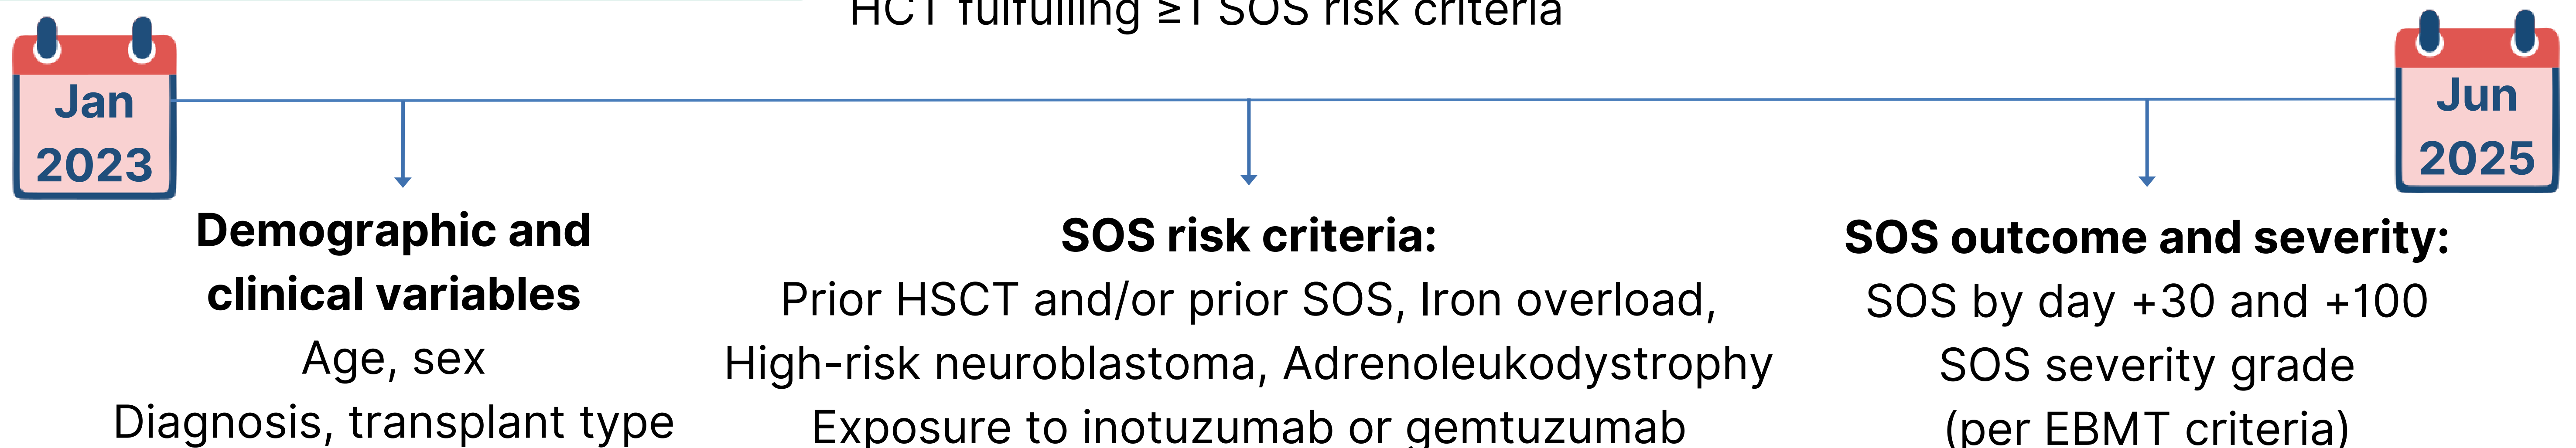 HCT fulfulling ≥1 SOS risk criteria
Jan
2023
Jun
2025
Demographic and
clinical variables
Age, sex
Diagnosis, transplant type
SOS risk criteria:
Prior HSCT and/or prior SOS, Iron overload,
High-risk neuroblastoma, Adrenoleukodystrophy
Exposure to inotuzumab or gemtuzumab
SOS outcome and severity:
SOS by day +30 and +100
SOS severity grade
(per EBMT criteria)